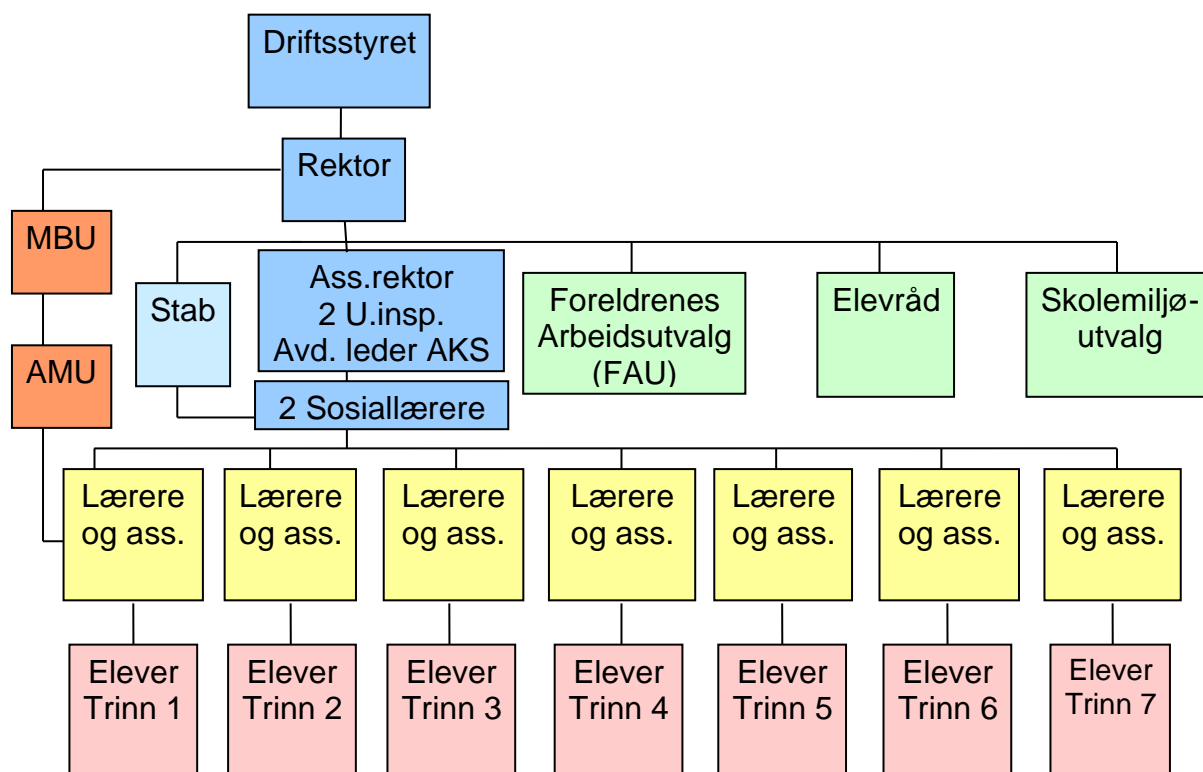 Driftsstyret
Rektor
MBU
AMU
Stab
Ass.rektor
2 U.insp.
Avd. leder AKS
2 Sosiallærere
Foreldrenes
Arbeidsutvalg
(FAU)
Elevråd
Skolemiljø-
utvalg
Lærere
og ass.
Lærere
og ass.
Lærere
og ass.
Lærere
og ass.
Lærere
og ass.
Lærere
og ass.
Lærere
og ass.
Elever
Trinn 1
Elever
Trinn 2
Elever
Trinn 3
Elever
Trinn 4
Elever
Trinn 5
Elever
Trinn 6
Elever
Trinn 7